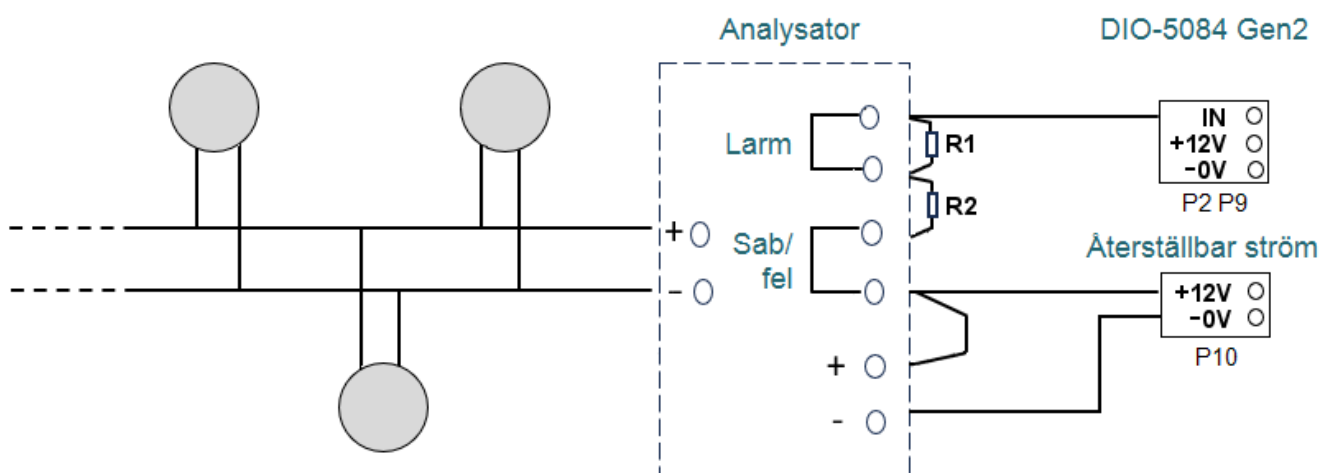 Analysator
DIO-5084 Gen2
Larm
R1
IN
+12V
-0V
R2
P2 P9
+
-
Sab/
fel
Återställbar ström
+12V
-0V
P10
+
-